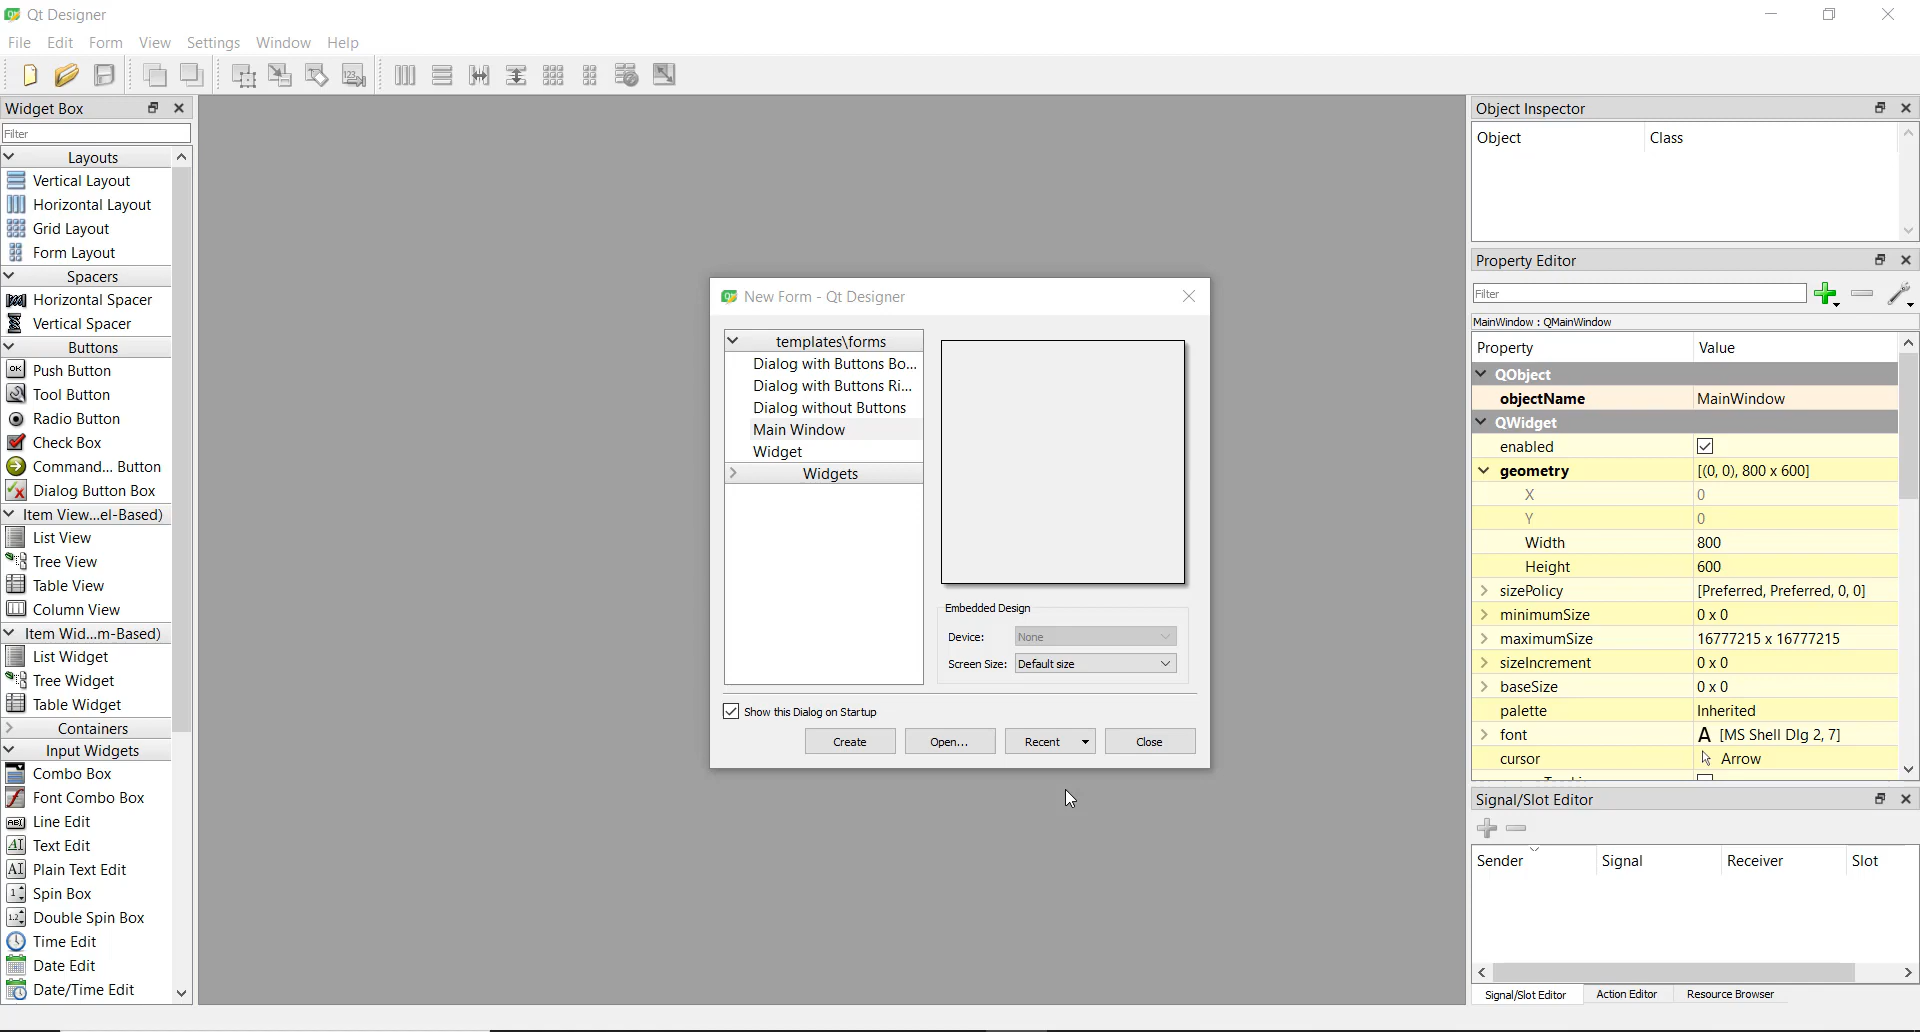 Qt Designer
File Edit Form View Settings Window Help
Widget Box
Filter
Layouts
Vertical Layout
Horizontal Layout
Grid Layout
Form Layout
Spacers
Horizontal Spacer
Vertical Spacer
Buttons
Push Button
Tool Button
Radio Button
Check Box
Command... Button
Dialog Button Box
Item View...el-Based)
List View
Tree View
Table View
Column View
Item Wid...m-Based)
List Widget
Tree Widget
Table Widget
Containers
Input Widgets
Combo Box
Font Combo Box
Line Edit
Text Edit
Plain Text Edit
Spin Box
Double Spin Box
Time Edit
Date Edit
Date/Time Edit
New Form - Qt Designer
templates\forms
Dialog with Buttons Bo...
Dialog with Buttons Ri...
Dialog without Buttons
Main Window
Widget
Widgets
Embedded Design
Device: None
Screen Size: Default size
Show this Dialog on Startup
Create Open... Recent Close
Object Inspector
Object Class
Property Editor
Filter
MainWindow : QMainWindow
Property Value
QObject
objectName MainWindow
QWidget
enabled
geometry [(0, 0), 800 x 600]
X 0
Y 0
Width 800
Height 600
sizePolicy [Preferred, Preferred, 0, 0]
minimumSize 0 x 0
maximumSize 16777215 x 16777215
sizeIncrement 0 x 0
baseSize 0 x 0
palette Inherited
font A [MS Shell Dlg 2, 7]
cursor Arrow
Signal/Slot Editor
Sender Signal Receiver Slot
Signal/Slot Editor Action Editor Resource Browser